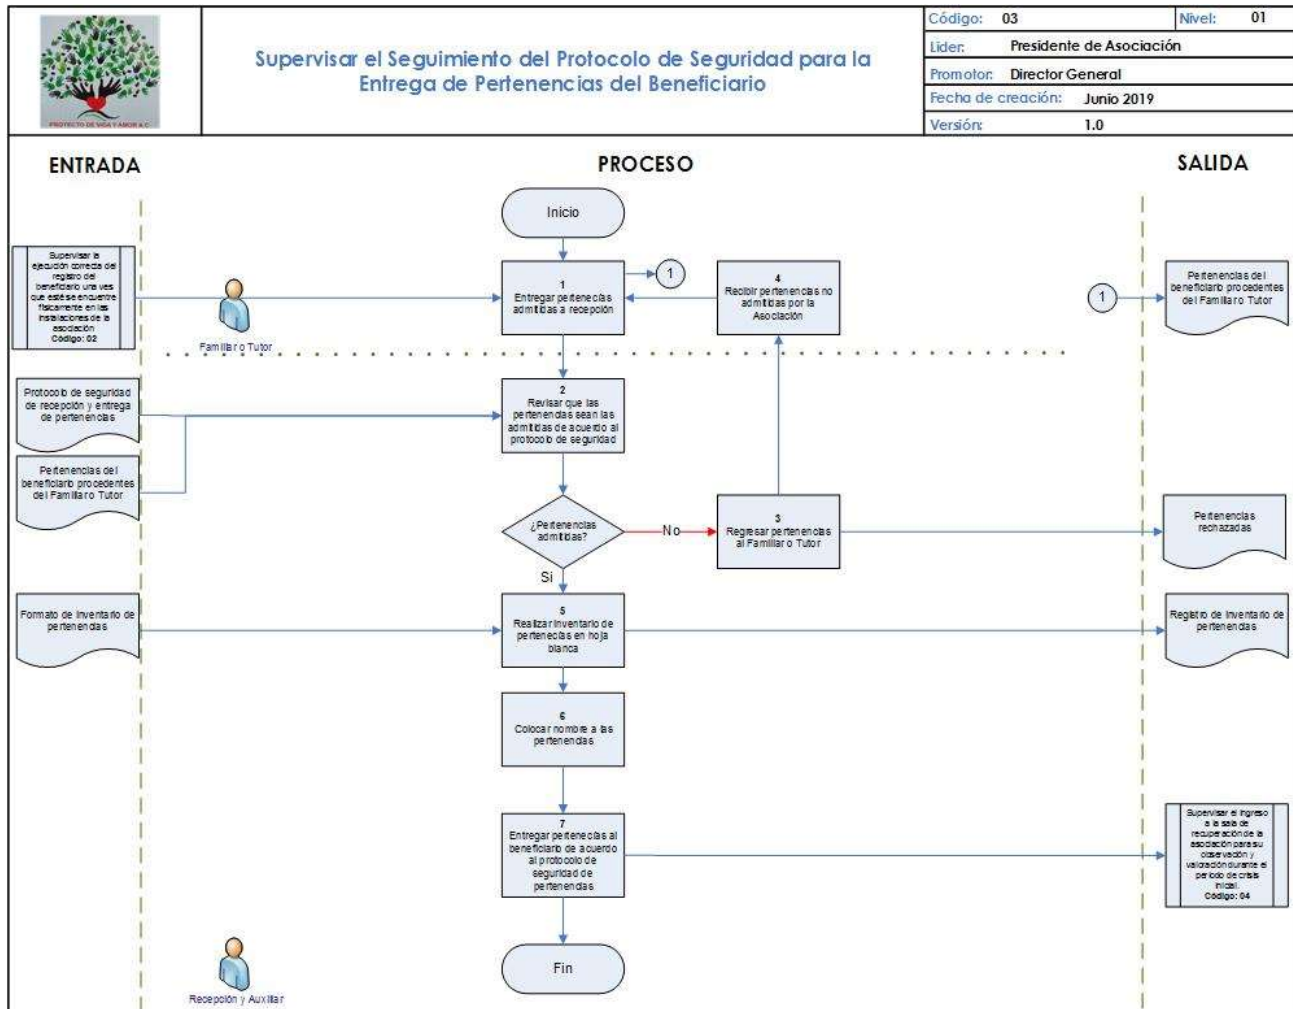 PROYECTO DE VIDA Y AMOR A.C
Supervisar el Seguimiento del Protocolo de Seguridad para la
Entrega de Pertenencias del Beneficiario
Código: 03 Nivel: 01
Lider: Presidente de Asociación
Promotor: Director General
Fecha de creación: Junio 2019
Versión: 1.0
ENTRADA
PROCESO
SALIDA
Inicio
Supervisar la
ejecución correcta del
registro del
beneficiario una ves
que esté se encuentre
físicamente en las
instalaciones de la
asociación
Código: 02
Familiar o Tutor
1
Entregar pertenecías
admitidas a recepción
1
4
Recibir pertenencias no
admitidas por la
Asociación
1
Pertenencias del
beneficiario procedentes
del Familiar o Tutor
Protocolo de seguridad
de recepción y entrega
de pertenencias
Pertenencias del
beneficiario procedentes
del Familiar o Tutor
2
Revisar que las
pertenencias sean las
admitidas de acuerdo al
protocolo de seguridad
¿Pertenencias
admitidas?
No
Si
3
Regresar pertenencias
al Familiar o Tutor
Pertenencias
rechazadas
Formato de Inventario de
pertenencias
5
Realizar Inventario de
pertenecías en hoja
blanca
Registro de Inventario de
pertenencias
6
Colocar nombre a las
pertenencias
7
Entregar pertenecías al
beneficiario de acuerdo
al protocolo de
seguridad de
pertenencias
Supervisar el ingreso
a la sala de
recuperación de la
asociación para su
observación y
valoración durante el
periodo de crisis
inicial.
Código: 04
Fin
Recepción y Auxiliar